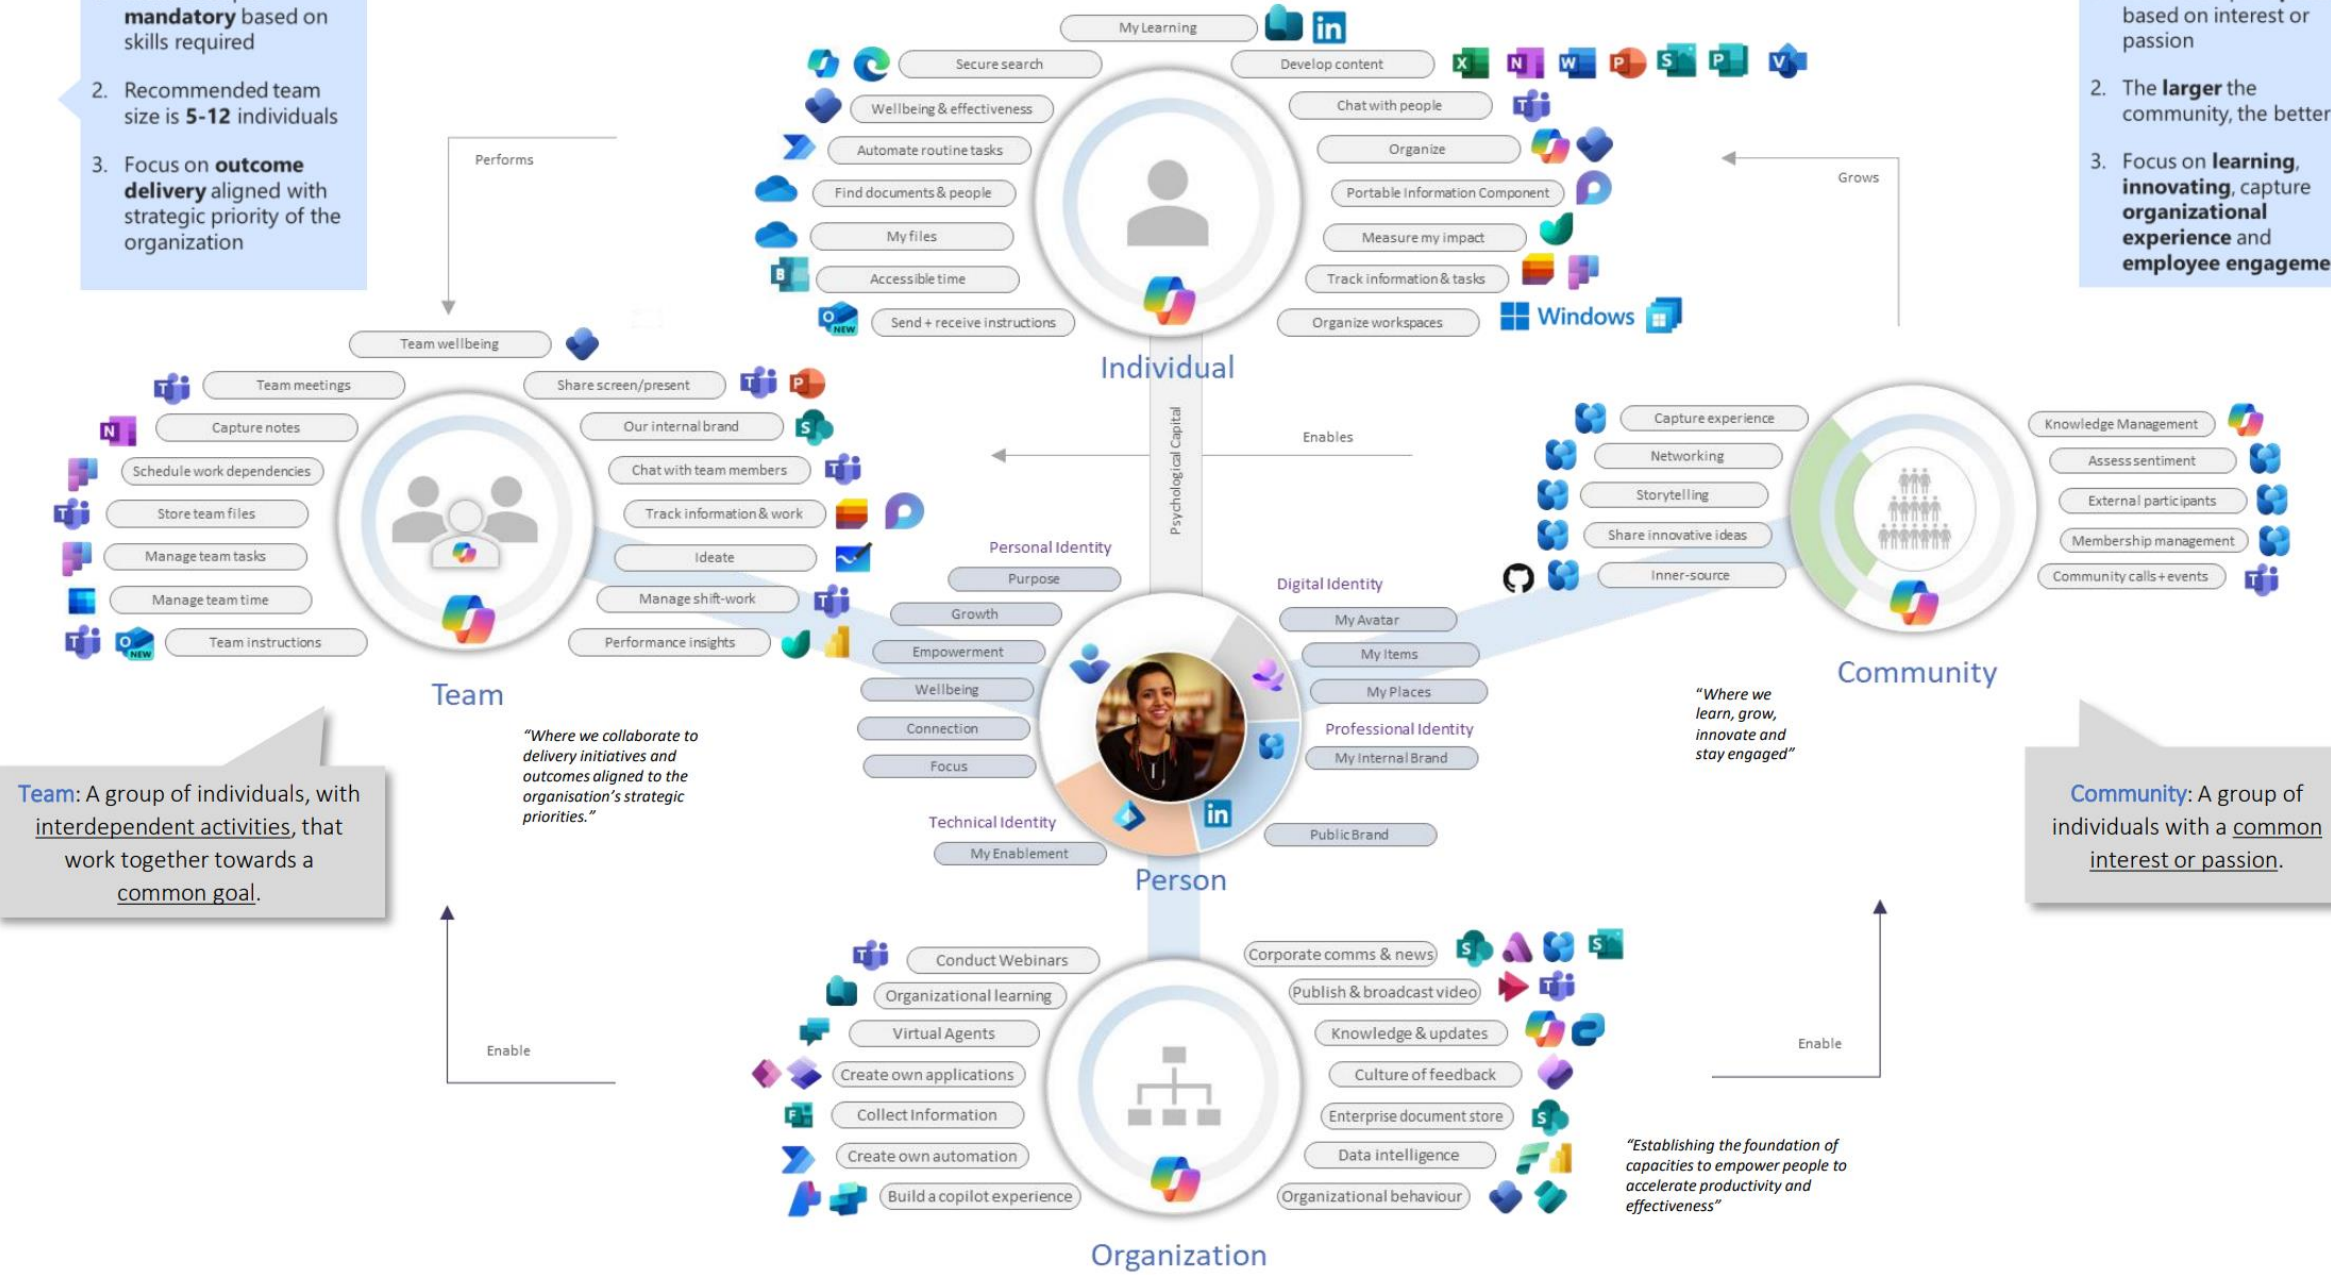 mandatory based on
skills required
2. Recommended team
size is 5-12 individuals
3. Focus on outcome
delivery aligned with
strategic priority of the
organization
My Learning
Secure search
Develop content
Wellbeing & effectiveness
Chat with people
Automate routine tasks
Organize
Find documents & people
Portable Information Component
My files
Measure my impact
Accessible time
Track information & tasks
Send + receive instructions
Organize workspaces
Windows
Individual
Performs
Grows
based on interest or
passion
2. The larger the
community, the better
3. Focus on learning,
innovating, capture
organizational
experience and
employee engageme
Team wellbeing
Team meetings
Share screen/present
Capture notes
Our internal brand
Schedule work dependencies
Chat with team members
Store team files
Track information & work
Manage team tasks
Ideate
Manage team time
Manage shift-work
Team instructions
Performance insights
Team
"Where we collaborate to
delivery initiatives and
outcomes aligned to the
organisation's strategic
priorities."
Team: A group of individuals, with
interdependent activities, that
work together towards a
common goal.
Psychological Capital
Enables
Capture experience
Networking
Storytelling
Share innovative ideas
Inner-source
Knowledge Management
Assess sentiment
External participants
Membership management
Community calls + events
Community
"Where we
learn, grow,
innovate and
stay engaged"
Community: A group of
individuals with a common
interest or passion.
Personal Identity
Purpose
Growth
Empowerment
Wellbeing
Connection
Focus
Technical Identity
My Enablement
Digital Identity
My Avatar
My Items
My Places
Professional Identity
My Internal Brand
Public Brand
in
Person
Enable
Enable
Conduct Webinars
Corporate comms & news
Organizational learning
Publish & broadcast video
Virtual Agents
Knowledge & updates
Create own applications
Culture of feedback
Collect Information
Enterprise document store
Create own automation
Data intelligence
Build a copilot experience
Organizational behaviour
"Establishing the foundation of
capacities to empower people to
accelerate productivity and
effectiveness"
Organization